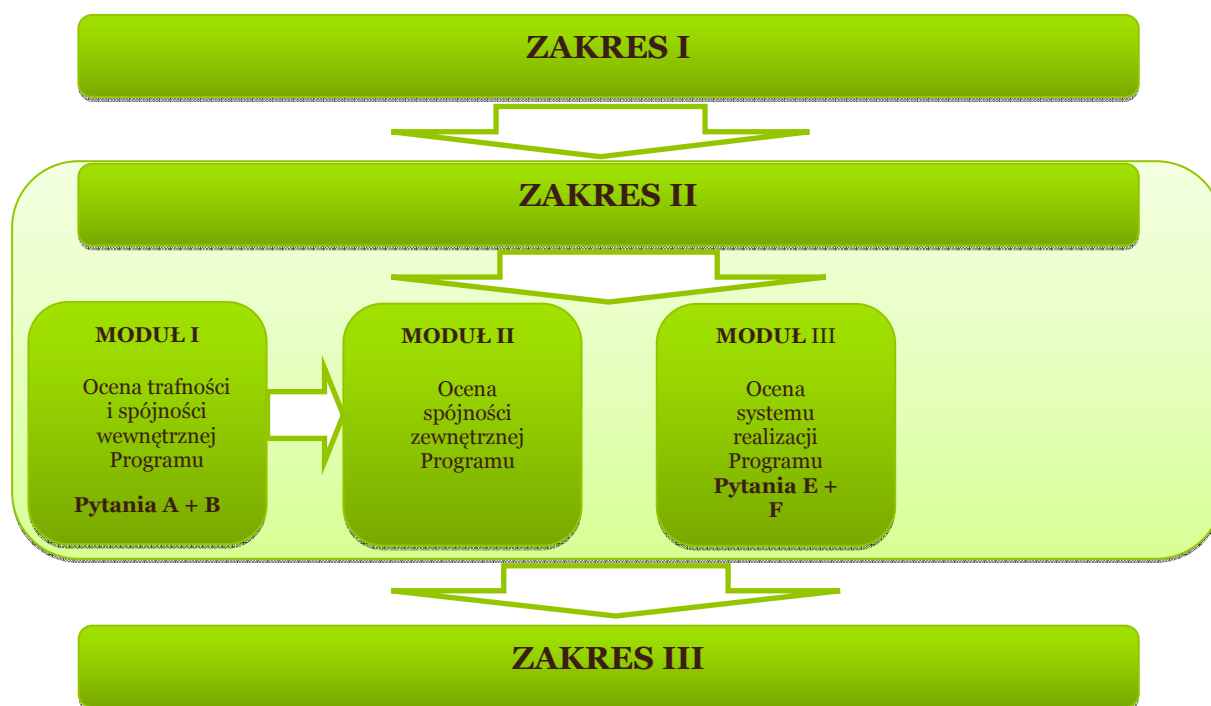 ZAKRES I
ZAKRES II
MODUŁ I
Ocena trafności
i spójności
wewnętrznej
Programu
Pytania A + B
MODUŁ II
Ocena
spójności
zewnętrznej
Programu
MODUŁ III
Ocena
systemu
realizacji
Programu
Pytania E +
F
ZAKRES III